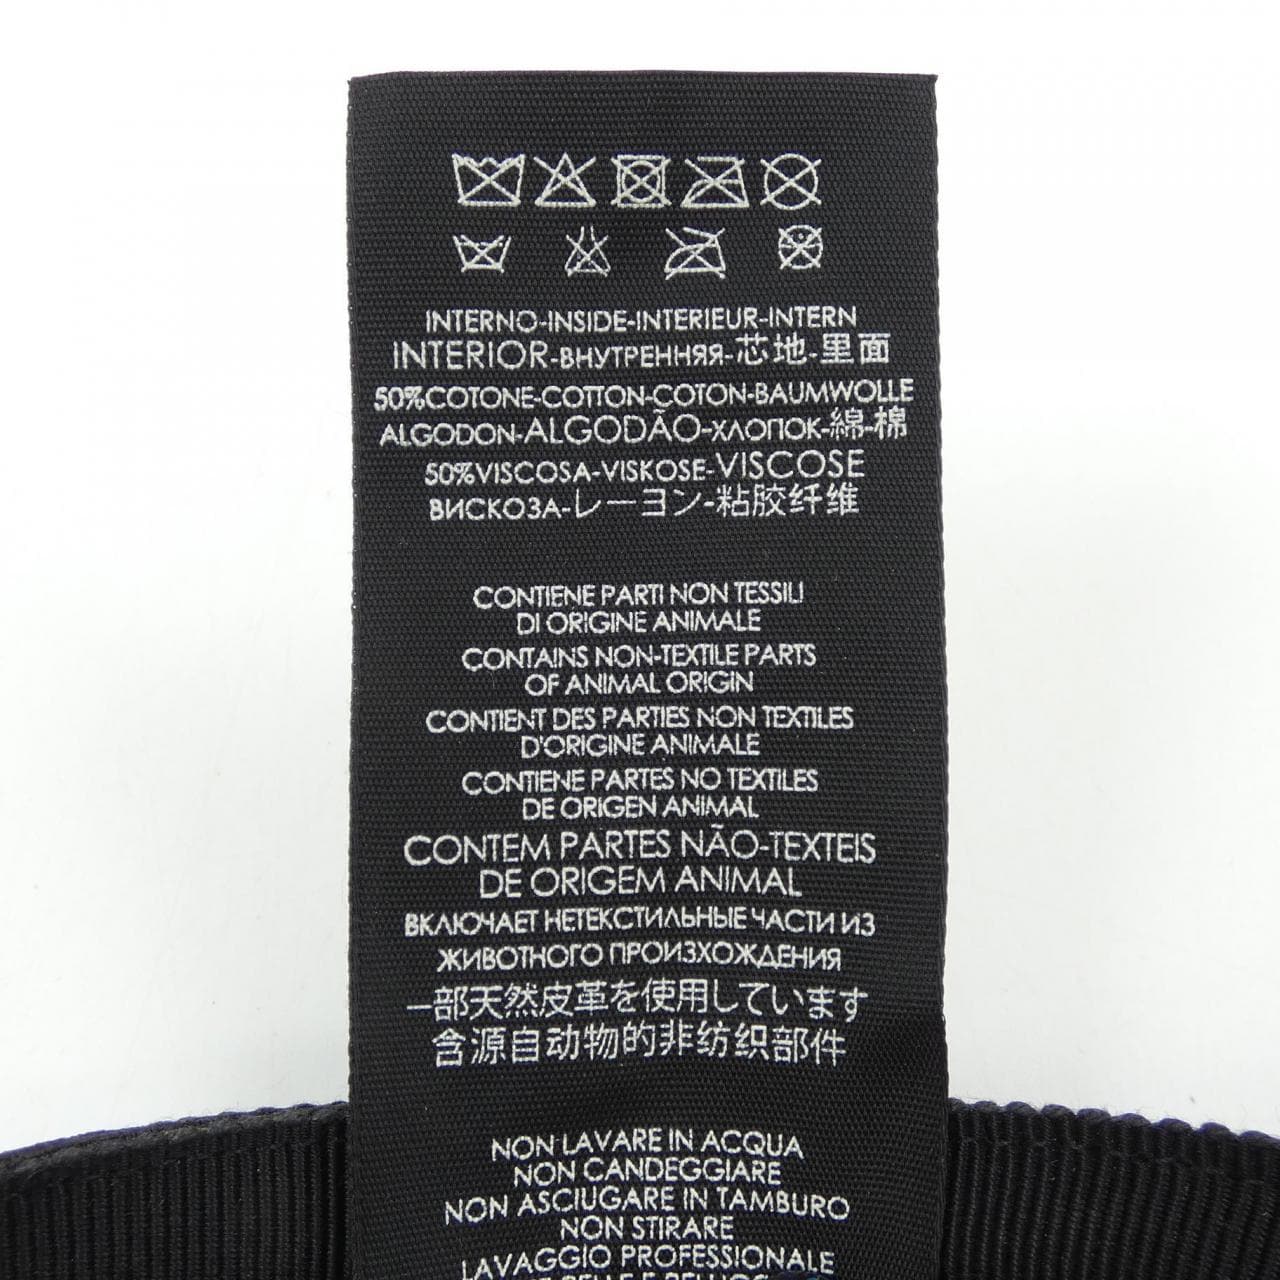 INTERNO-INSIDE-INTERIEUR-INTERN
INTERIOR-ВНУТРЕННЯЯ-芯地-里面
50%COTONE-COTTON-COTON-BAUMWOLLE
ALGODON-ALGODÃO-ХЛОПОК-綿-棉
50%VISCOSA-VISKOSE-VISCOSE
ВИСКОЗА-レーヨン-粘胶纤维
CONTIENE PARTI NON TESSILI
DI ORIGINE ANIMALE
CONTAINS NON-TEXTILE PARTS
OF ANIMAL ORIGIN
CONTIENT DES PARTIES NON TEXTILES
D'ORIGINE ANIMALE
CONTIENE PARTES NO TEXTILES
DE ORIGEN ANIMAL
CONTEM PARTES NÃO-TEXTEIS
DE ORIGEM ANIMAL
ВКЛЮЧАЕТ НЕТЕКСТИЛЬНЫЕ ЧАСТИ ИЗ
ЖИВОТНОГО ПРОИЗХОЖДЕНИЯ
一部天然皮革を使用しています
含源自动物的非纺织部件
NON LAVARE IN ACQUA
NON CANDEGGIARE
NON ASCIUGARE IN TAMBURO
NON STIRARE
LAVAGGIO PROFESSIONALE